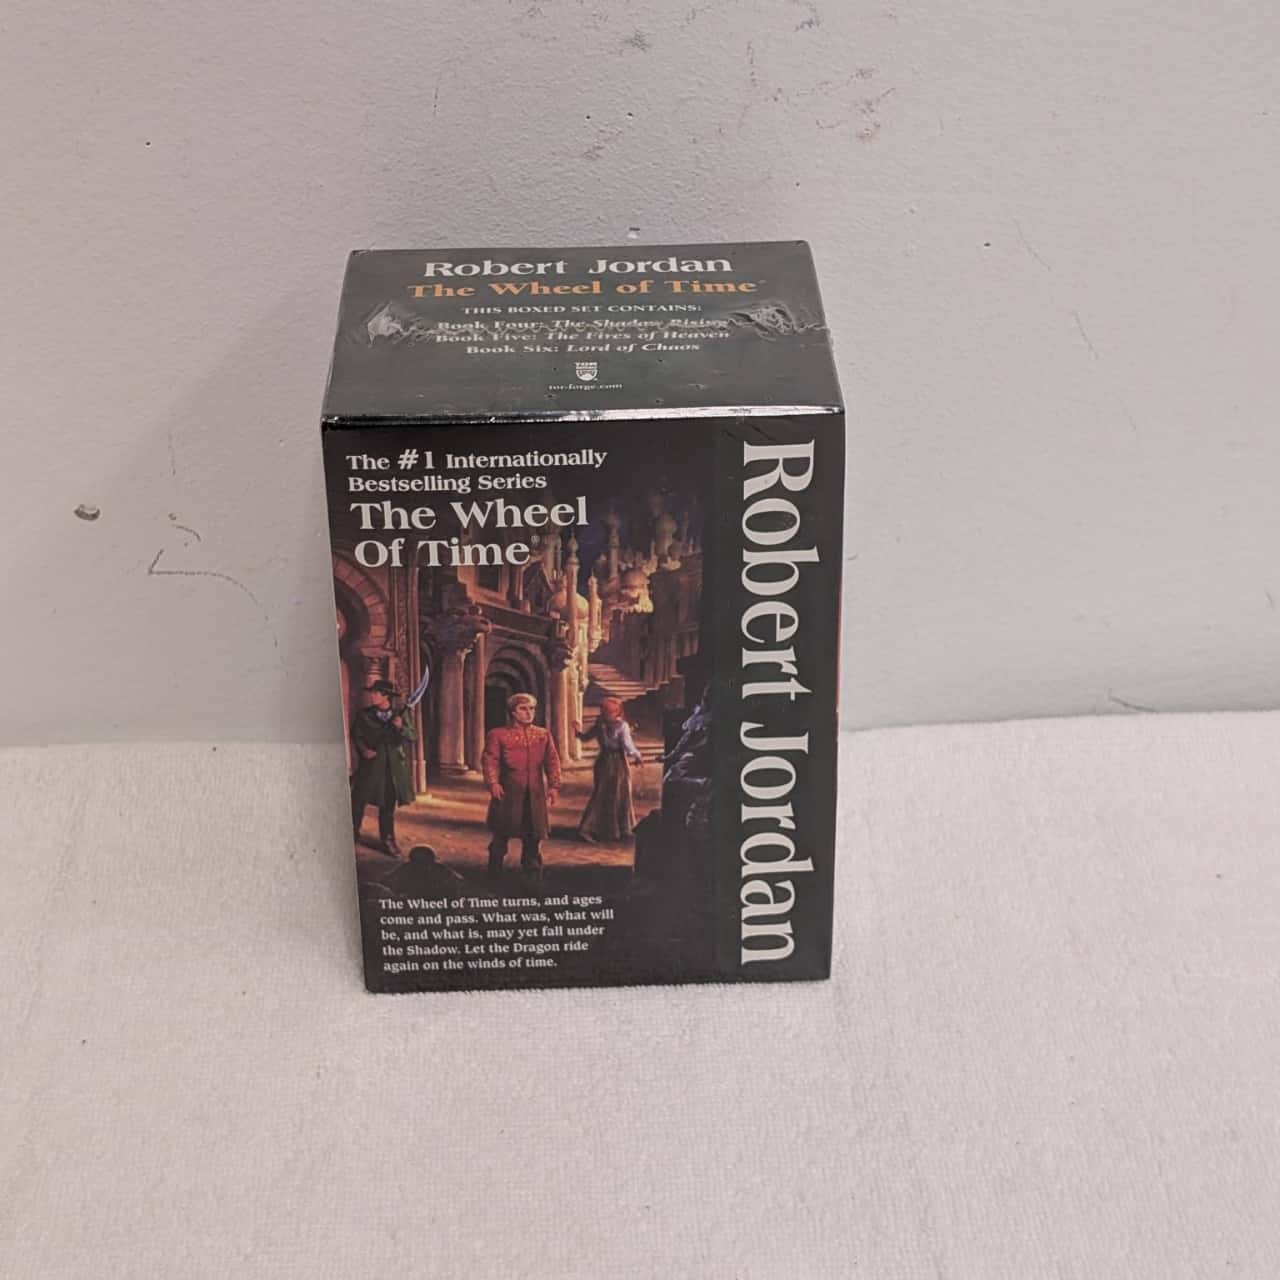 Robert Jordan
The Wheel of Time
THIS BOXED SET CONTAINS:
Book Four: The Shadow Rising
Book Five: The Fires of Heaven
Book Six: Lord of Chaos
TOR
tor-forge.com
The #1 Internationally
Bestselling Series
The Wheel
Of Time®
Robert Jordan
The Wheel of Time turns, and ages
come and pass. What was, what will
be, and what is, may yet fall under
the Shadow. Let the Dragon ride
again on the winds of time.